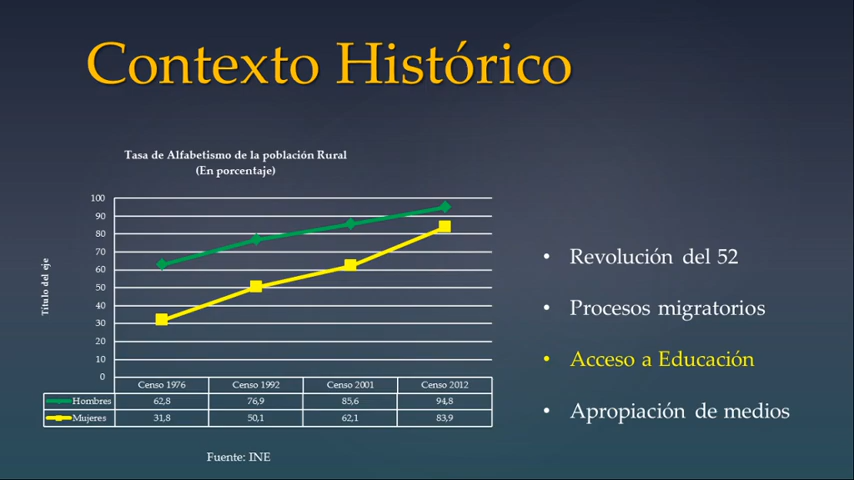 Contexto Histórico
Tasa de Alfabetismo de la población Rural
(En porcentaje)
Título del eje
100
90
80
70
60
50
40
30
20
10
0
Censo 1976 Censo 1992 Censo 2001 Censo 2012
Hombres 62,8 76,9 85,6 94,8
Mujeres 31,8 50,1 62,1 83,9
Fuente: INE
• Revolución del 52
• Procesos migratorios
• Acceso a Educación
• Apropiación de medios